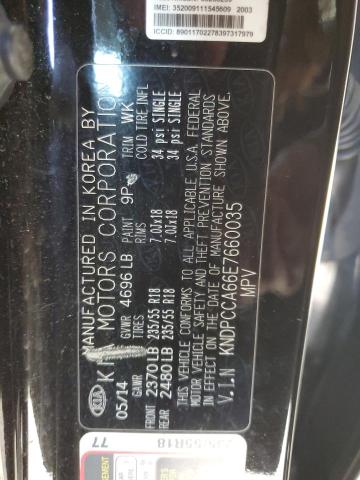 IMEI: 352009111545609 2003
ICCID: 89011702278397317979
KIA
MANUFACTURED IN KOREA BY
MOTORS CORPORATION
05/14 GVWR 4696LB PAINT 9P TRIM WK
GAWR TIRES RIMS COLD TIRE INFL
FRONT 2370LB 235/55 R18 7.0JX18 34 psi SINGLE
REAR 2480LB 235/55 R18 7.0JX18 34 psi SINGLE
THIS VEHICLE CONFORMS TO ALL APPLICABLE U.S.A. FEDERAL
MOTOR VEHICLE SAFETY AND THEFT PREVENTION STANDARDS
IN EFFECT ON THE DATE OF MANUFACTURE SHOWN ABOVE.
V.I.N KNDPCCA66E7660035
MPV
77